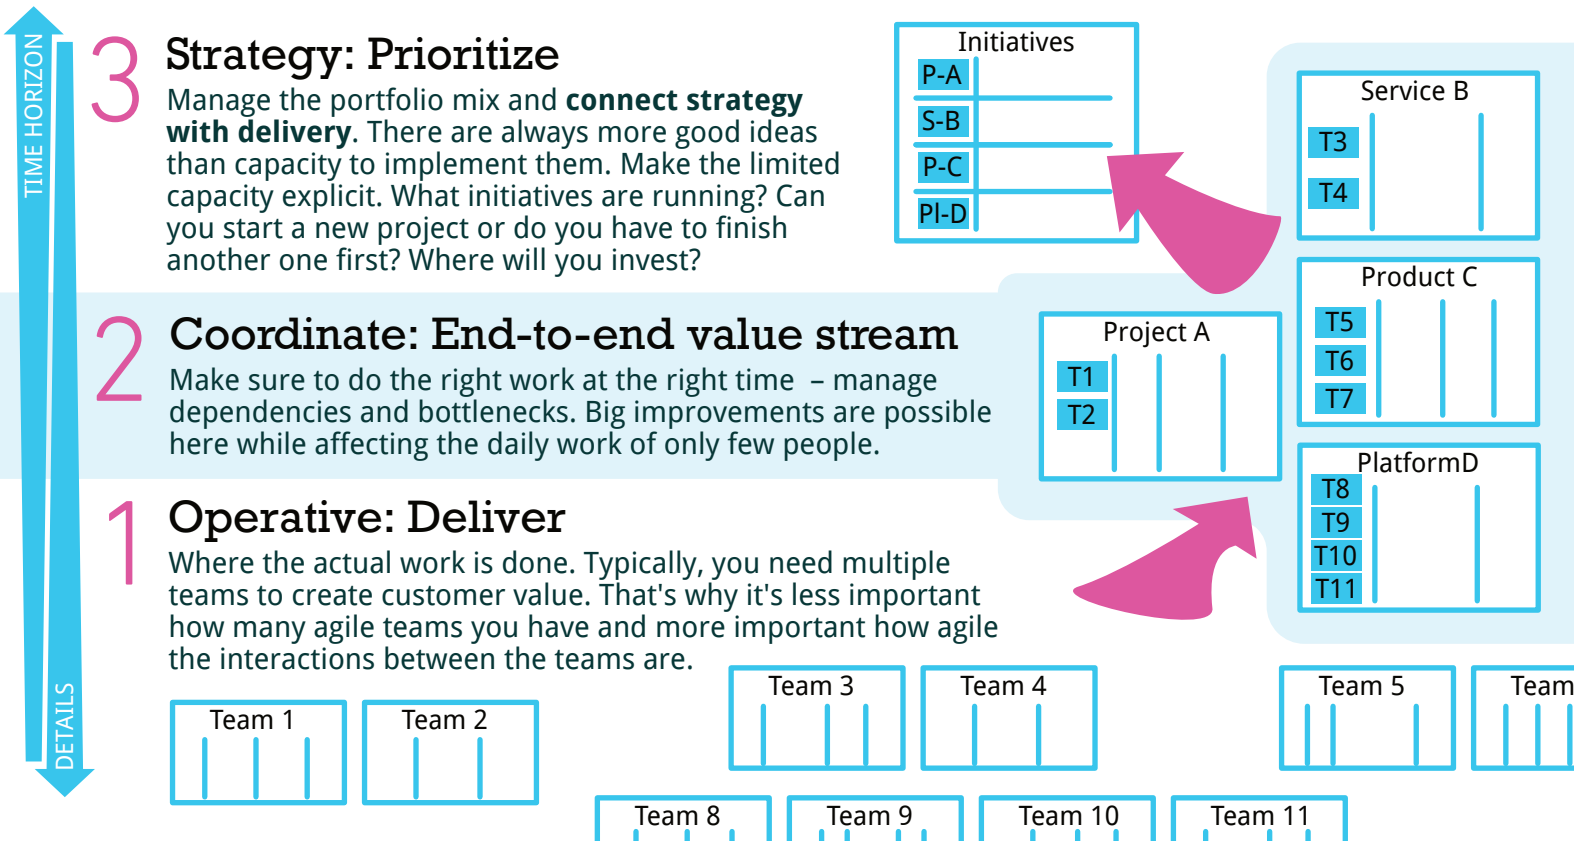 TIME HORIZON
DETAILS
3
Strategy: Prioritize
Manage the portfolio mix and connect strategy
with delivery. There are always more good ideas
than capacity to implement them. Make the limited
capacity explicit. What initiatives are running? Can
you start a new project or do you have to finish
another one first? Where will you invest?
Initiatives
P-A
S-B
P-C
Pl-D
2
Coordinate: End-to-end value stream
Make sure to do the right work at the right time – manage
dependencies and bottlenecks. Big improvements are possible
here while affecting the daily work of only few people.
Project A
T1
T2
Service B
T3
T4
Product C
T5
T6
T7
PlatformD
T8
T9
T10
T11
1
Operative: Deliver
Where the actual work is done. Typically, you need multiple
teams to create customer value. That's why it's less important
how many agile teams you have and more important how agile
the interactions between the teams are.
Team 1
Team 2
Team 3
Team 4
Team 5
Team
Team 8
Team 9
Team 10
Team 11